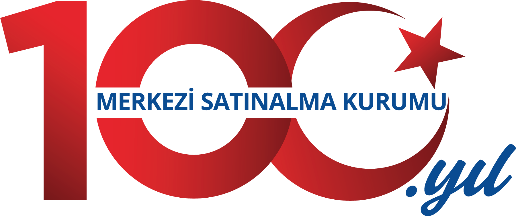 100
MERKEZİ SATINALMA KURUMU
.yıl